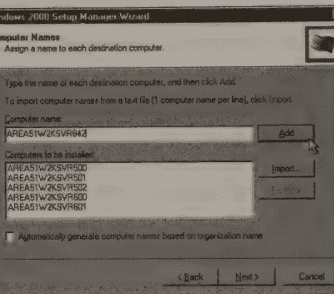 ndows 2000 Setup Manager Wizard
omputer Names
Assign a name to each destination computer.
Type the name of each destination computer, and then click Add.
To import computer names from a text file (1 computer name per line), click Import.
Computer name:
AREA51W2KSVR642
Add
Computers to be installed:
AREA51W2KSVR500
AREA51W2KSVR501
AREA51W2KSVR502
AREA51W2KSVR600
AREA51W2KSVR601
Import...
Automatically generate computer names based on organization name
< Back
Next >
Cancel